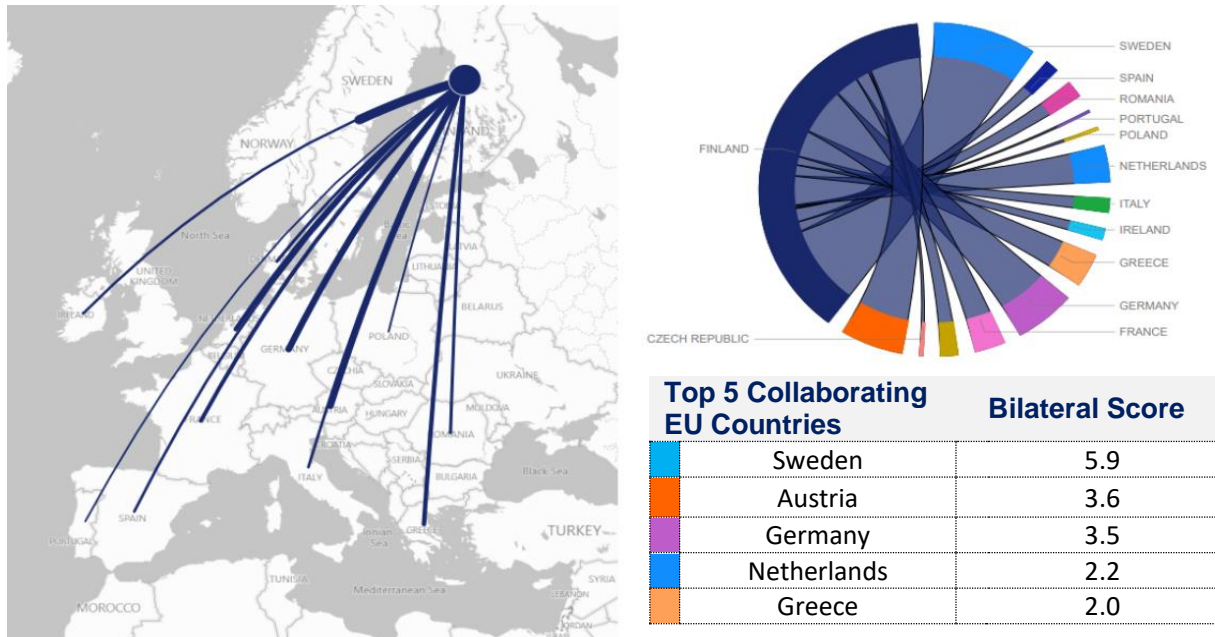 SWEDEN
NORWAY
North Sea
UNITED
KINGDOM
IRELAND
LATVIA
BELARUS
POLAND
GERMANY
UKRAINE
SLOVAKIA
AUSTRIA
HUNGARY
MOLDOVA
FRANCE
CROATIA
ROMANIA
SERBIA
ITALY
BULGARIA
Black Sea
SPAIN
PORTUGAL
GREECE
TURKEY
Ionian
Sea
TUNISIA
Mediterranean Sea
SYRIA
LEBANON
MOROCCO
JORDAN
SWEDEN
SPAIN
ROMANIA
PORTUGAL
POLAND
FINLAND
NETHERLANDS
ITALY
IRELAND
GREECE
GERMANY
FRANCE
CZECH REPUBLIC
Top 5 Collaborating
EU Countries
Bilateral Score
Sweden 5.9
Austria 3.6
Germany 3.5
Netherlands 2.2
Greece 2.0